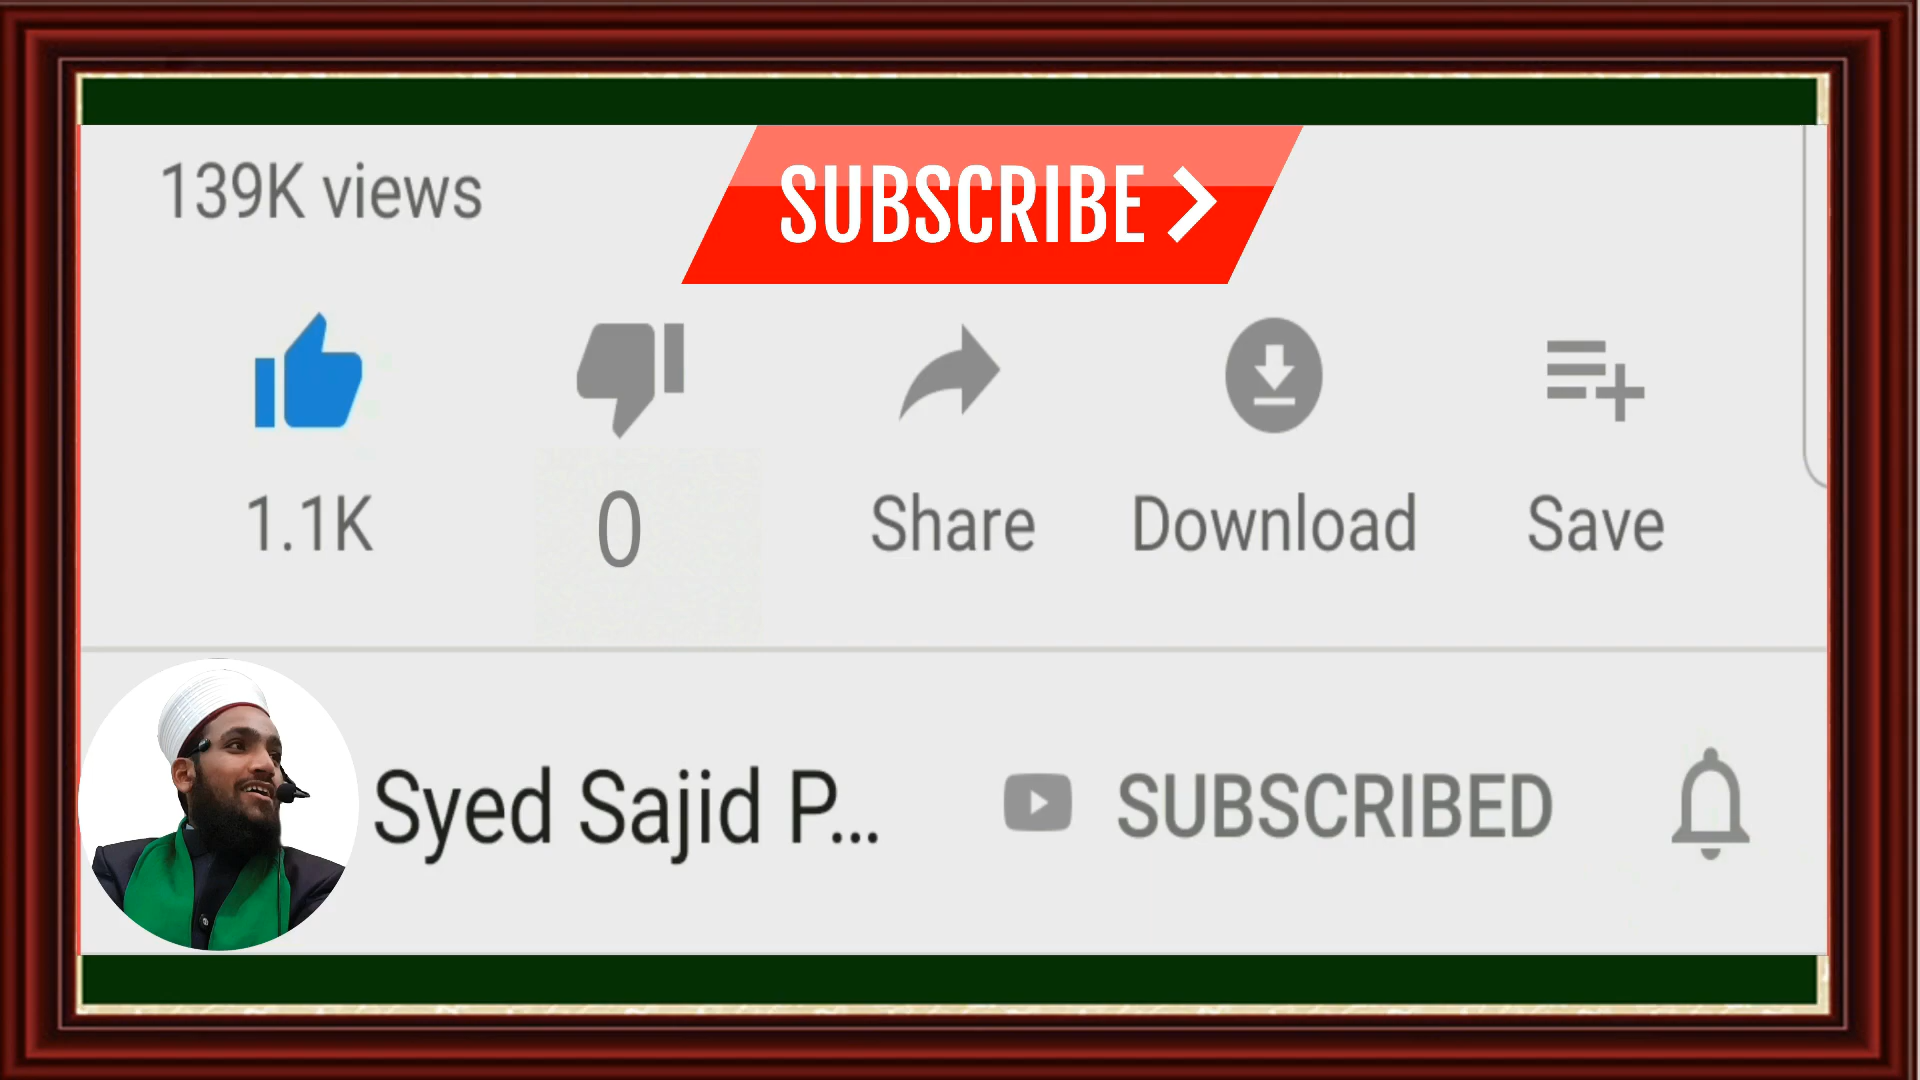 139K views
SUBSCRIBE
1.1K
0
Share
Download
Save
Syed Sajid P...
SUBSCRIBED